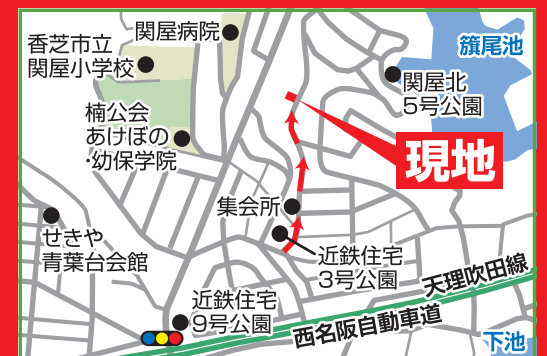 関屋病院
香芝市立
関屋小学校
簱尾池
関屋北
5号公園
楠公会
あけぼの
・幼保学院
現地
集会所
せきや
青葉台会館
近鉄住宅
3号公園
天理吹田線
近鉄住宅
9号公園
西名阪自動車道
下池